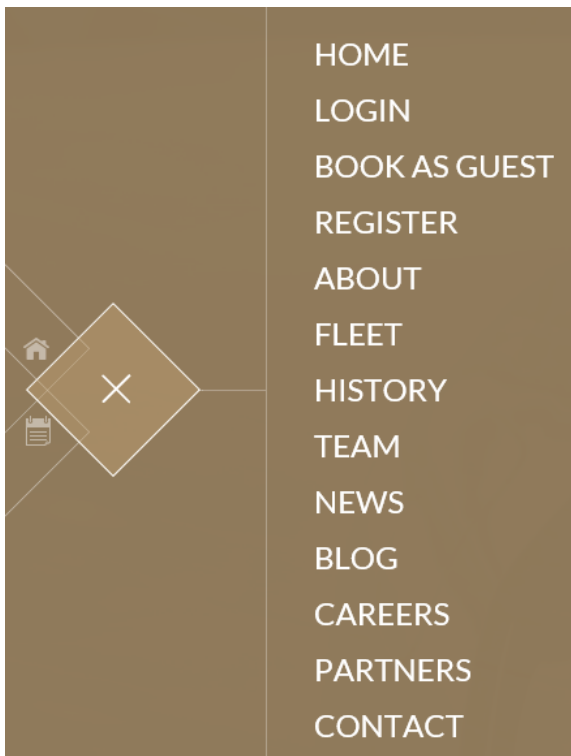 HOME
LOGIN
BOOK AS GUEST
REGISTER
ABOUT
FLEET
HISTORY
TEAM
NEWS
BLOG
CAREERS
PARTNERS
CONTACT